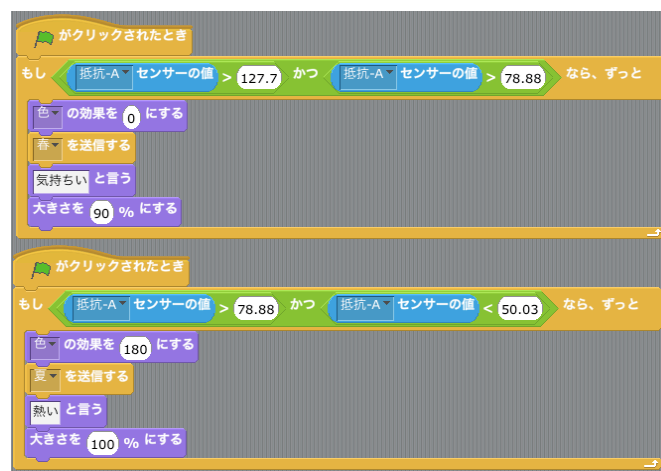 がクリックされたとき
もし 抵抗-A センサーの値 > 127.7 かつ 抵抗-A センサーの値 > 78.88 なら、ずっと
色 の効果を 0 にする
春 を送信する
気持ちい と言う
大きさを 90 % にする
がクリックされたとき
もし 抵抗-A センサーの値 > 78.88 かつ 抵抗-A センサーの値 < 50.03 なら、ずっと
色 の効果を 180 にする
夏 を送信する
熱い と言う
大きさを 100 % にする